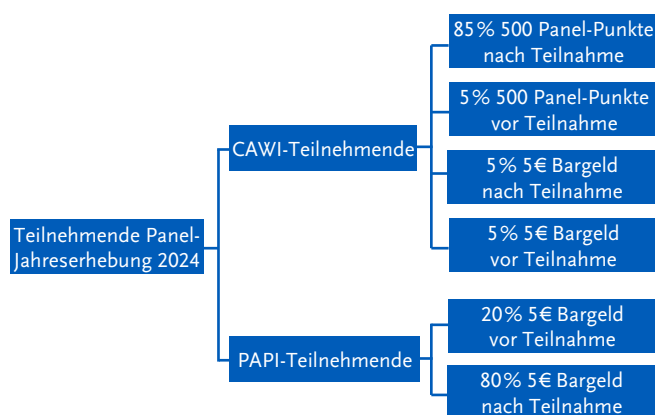 85% 500 Panel-Punkte
nach Teilnahme
5% 500 Panel-Punkte
vor Teilnahme
CAWI-Teilnehmende
5% 5€ Bargeld
nach Teilnahme
5% 5€ Bargeld
vor Teilnahme
Teilnehmende Panel-
Jahreserhebung 2024
20% 5€ Bargeld
vor Teilnahme
PAPI-Teilnehmende
80% 5€ Bargeld
nach Teilnahme